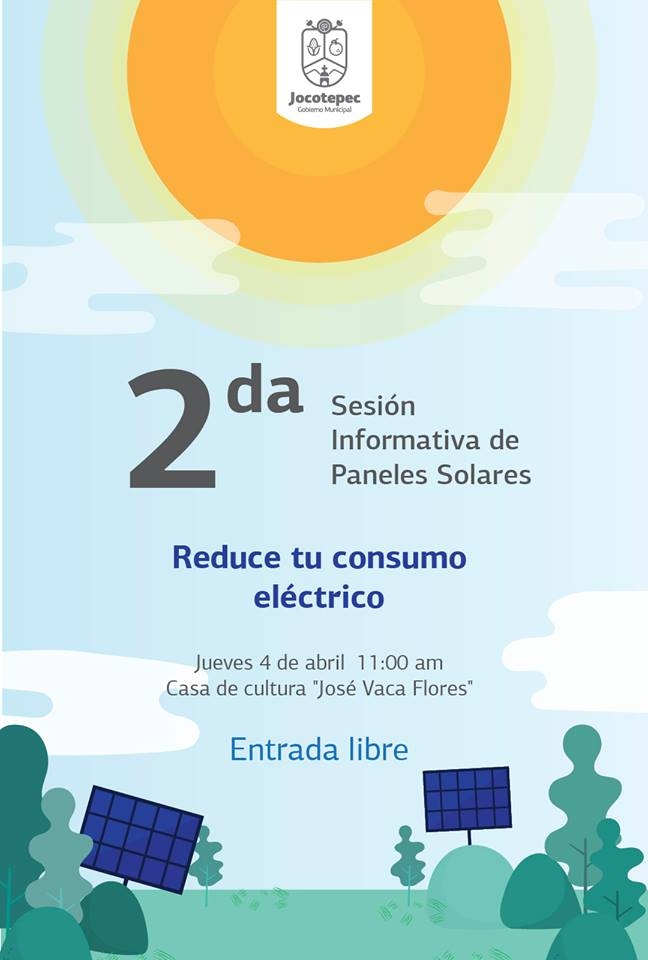 Jocotepec
Gobierno Municipal
2da
Sesión
Informativa de
Paneles Solares
Reduce tu consumo
eléctrico
Jueves 4 de abril 11:00 am
Casa de cultura "José Vaca Flores"
Entrada libre